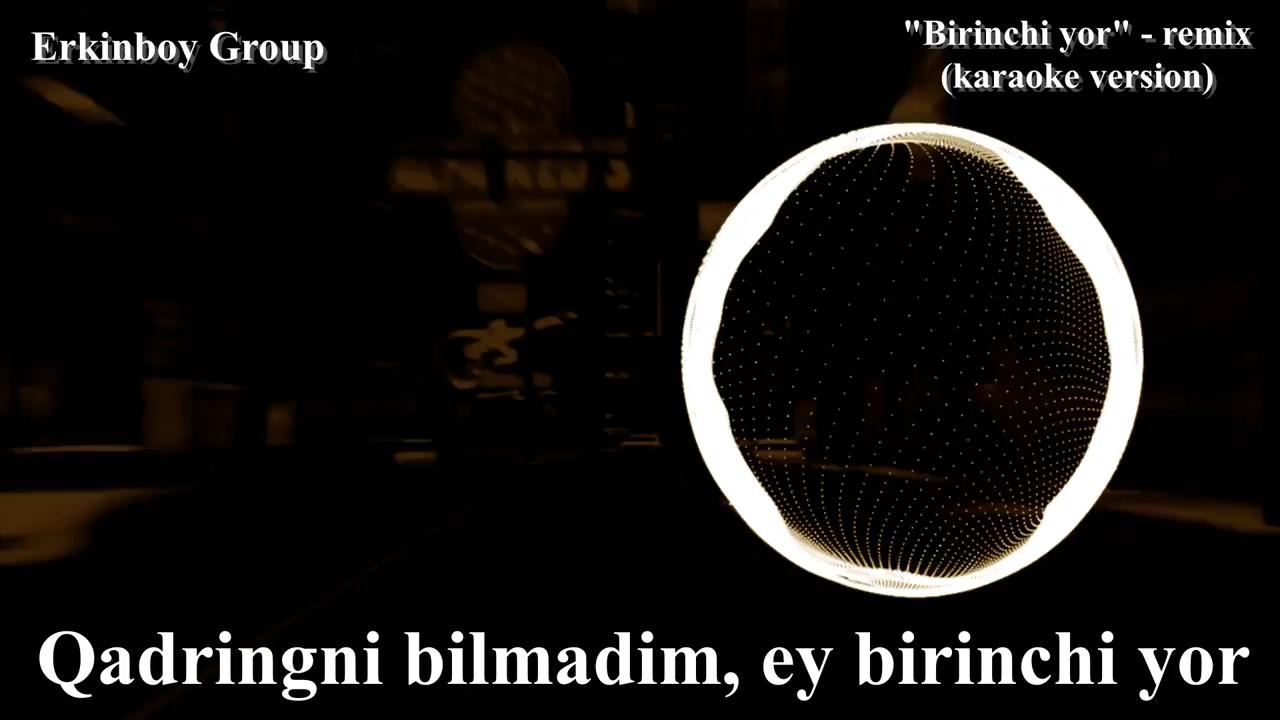 Erkinboy Group
"Birinchi yor" - remix
(karaoke version)
Qadringni bilmadim, ey birinchi yor